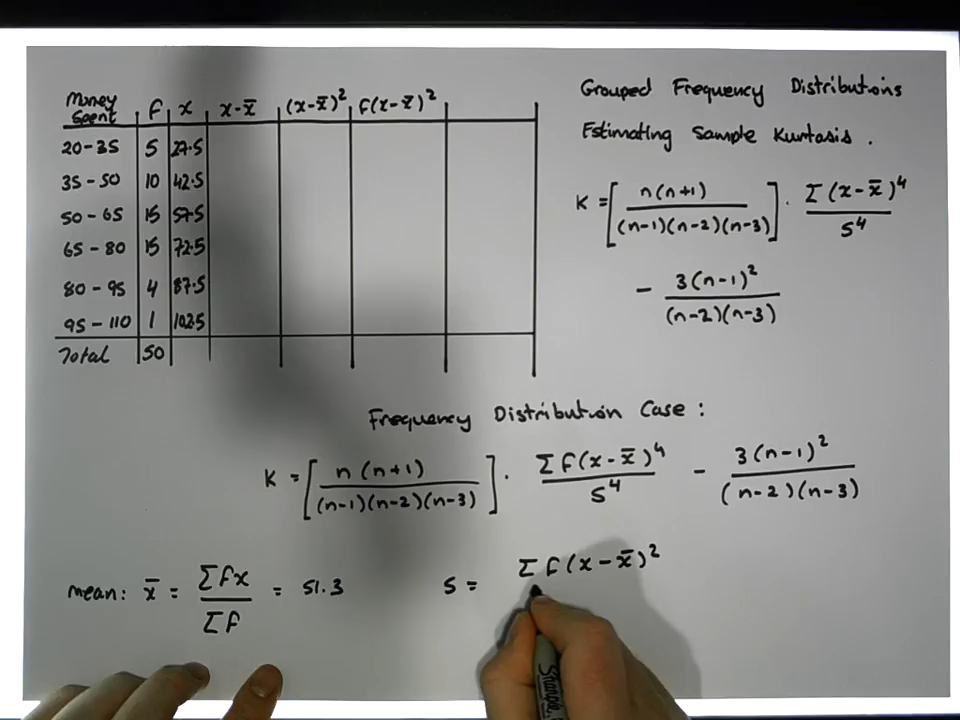 Money Spent f x x-x̄ (x-x̄)² f(x-x̄)²
20-35 5 27.5
35-50 10 42.5
50-65 15 57.5
65-80 15 72.5
80-95 4 87.5
95-110 1 102.5
Total 50
Grouped Frequency Distributions
Estimating Sample Kurtosis.
K = [n(n+1) / (n-1)(n-2)(n-3)] · Σ(x-x̄)⁴ / s⁴
- 3(n-1)² / (n-2)(n-3)
Frequency Distribution Case:
K = [n(n+1) / (n-1)(n-2)(n-3)] · Σf(x-x̄)⁴ / s⁴ - 3(n-1)² / (n-2)(n-3)
mean: x̄ = Σfx / Σf = 51.3
s = Σf(x-x̄)²
Sharpie